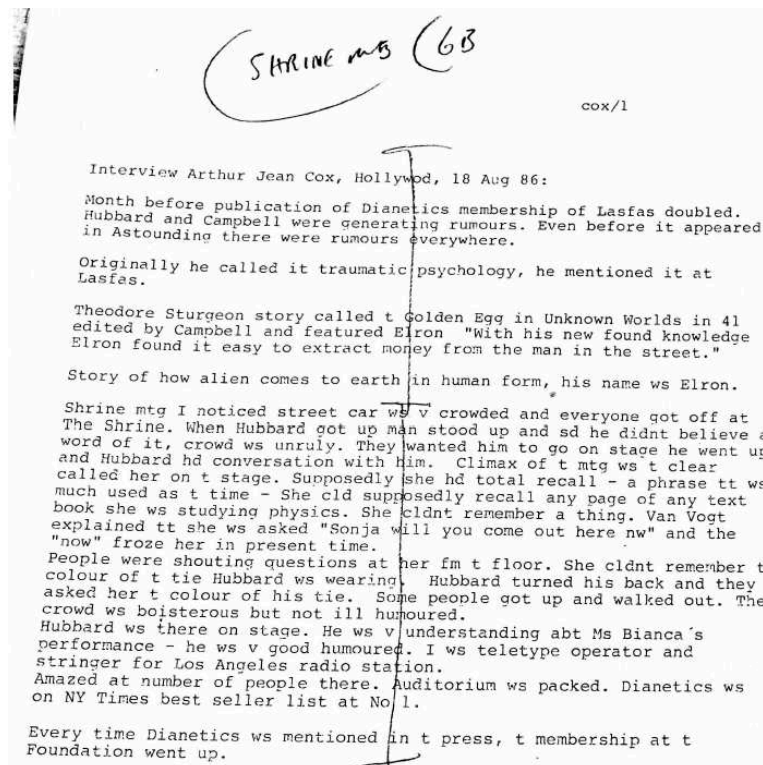 SHRINE MTG (6B
cox/1
Interview Arthur Jean Cox, Hollywod, 18 Aug 86:
Month before publication of Dianetics membership of Lasfas doubled.
Hubbard and Campbell were generating rumours. Even before it appeared
in Astounding there were rumours everywhere.
Originally he called it traumatic psychology, he mentioned it at
Lasfas.
Theodore Sturgeon story called t Golden Egg in Unknown Worlds in 41
edited by Campbell and featured Elron  "With his new found knowledge
Elron found it easy to extract money from the man in the street."
Story of how alien comes to earth in human form, his name ws Elron.
Shrine mtg I noticed street car ws v crowded and everyone got off at
The Shrine. When Hubbard got up man stood up and sd he didnt believe a
word of it, crowd ws unruly. They wanted him to go on stage he went up
and Hubbard hd conversation with him.  Climax of t mtg ws t clear
called her on t stage. Supposedly she hd total recall - a phrase tt ws
much used as t time - She cld supposedly recall any page of any text
book she ws studying physics. She cldnt remember a thing. Van Vogt
explained tt she ws asked "Sonja will you come out here nw" and the
"now" froze her in present time.
People were shouting questions at her fm t floor. She cldnt remember t
colour of t tie Hubbard ws wearing.  Hubbard turned his back and they
asked her t colour of his tie.  Some people got up and walked out. The
crowd ws boisterous but not ill humoured.
Hubbard ws there on stage. He ws v understanding abt Ms Bianca's
performance - he ws v good humoured. I ws teletype operator and
stringer for Los Angeles radio station.
Amazed at number of people there. Auditorium ws packed. Dianetics ws
on NY Times best seller list at No 1.
Every time Dianetics ws mentioned in t press, t membership at t
Foundation went up.